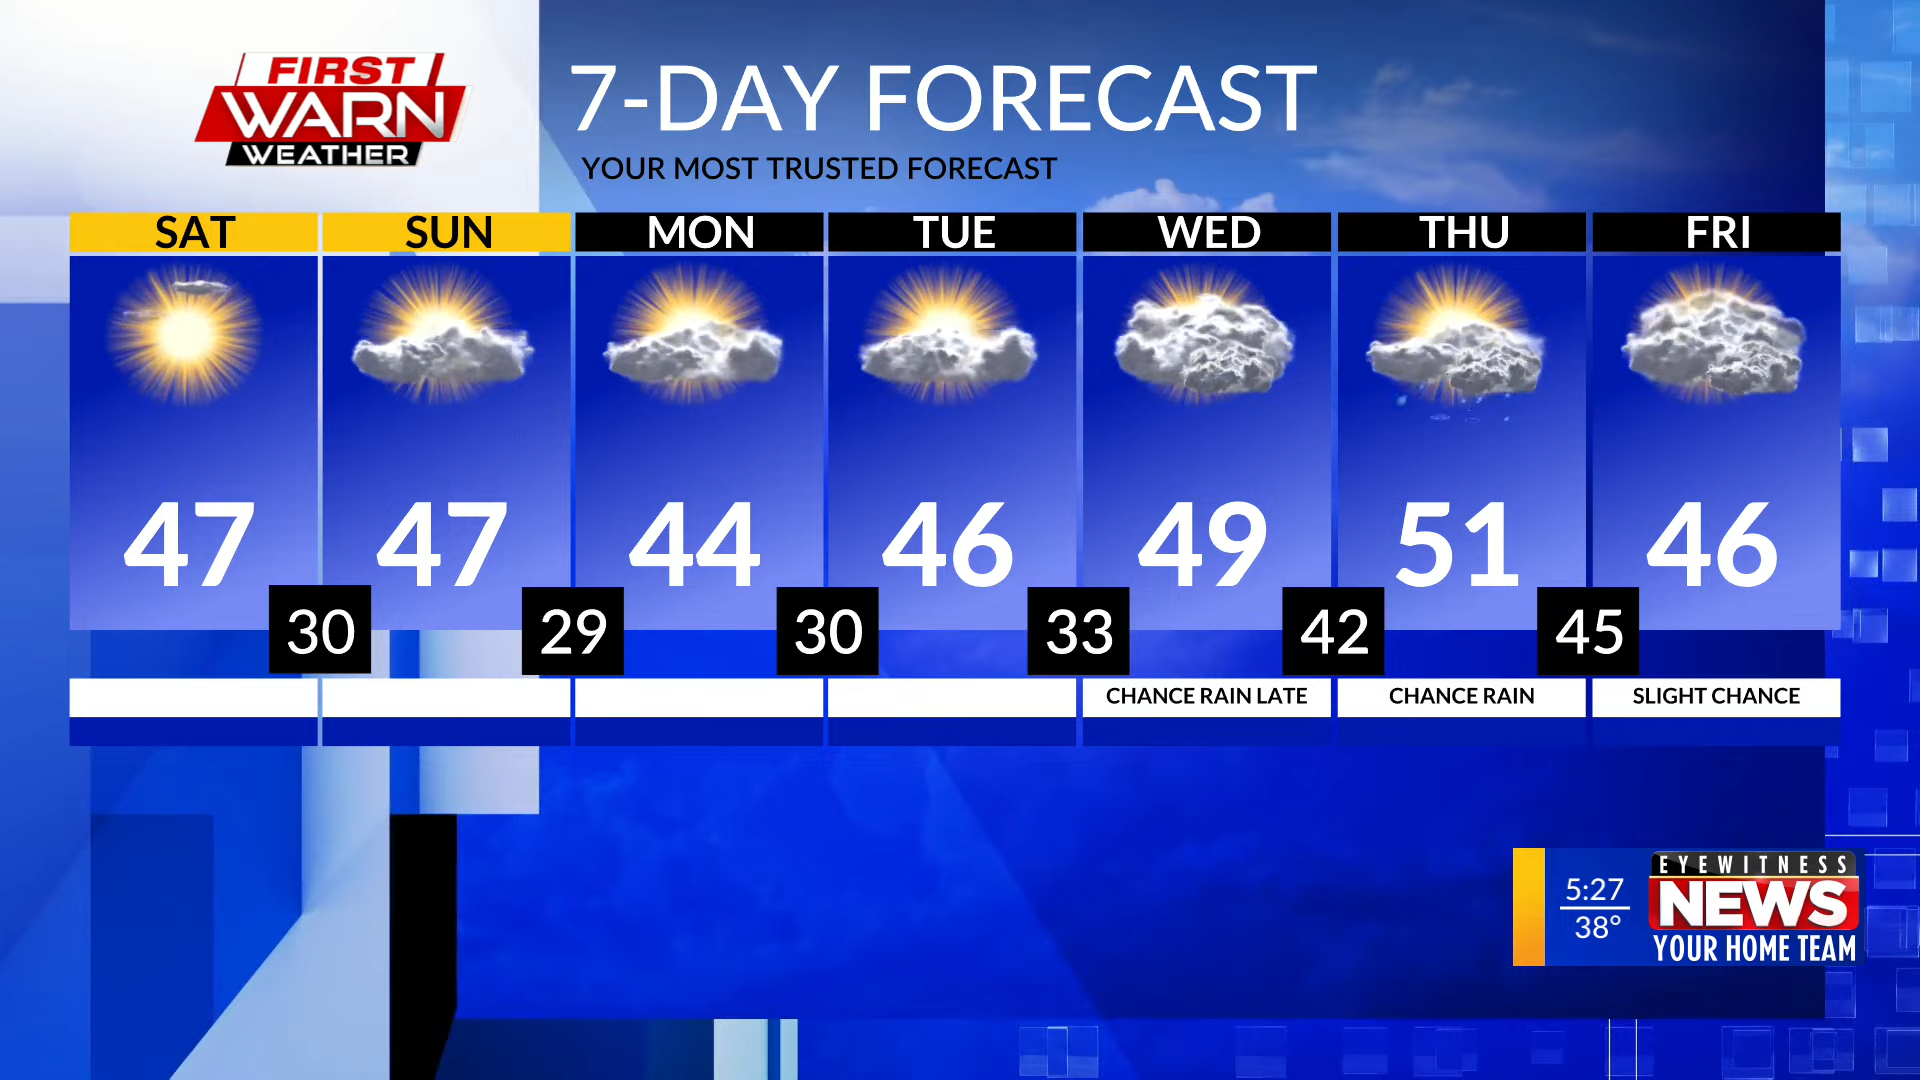 FIRST
WARN
WEATHER
7-DAY FORECAST
YOUR MOST TRUSTED FORECAST
SAT SUN MON TUE WED THU FRI
47 47 44 46 49 51 46
30 29 30 33 42 45
CHANCE RAIN LATE CHANCE RAIN SLIGHT CHANCE
5:27
38°
EYEWITNESS
NEWS
YOUR HOME TEAM